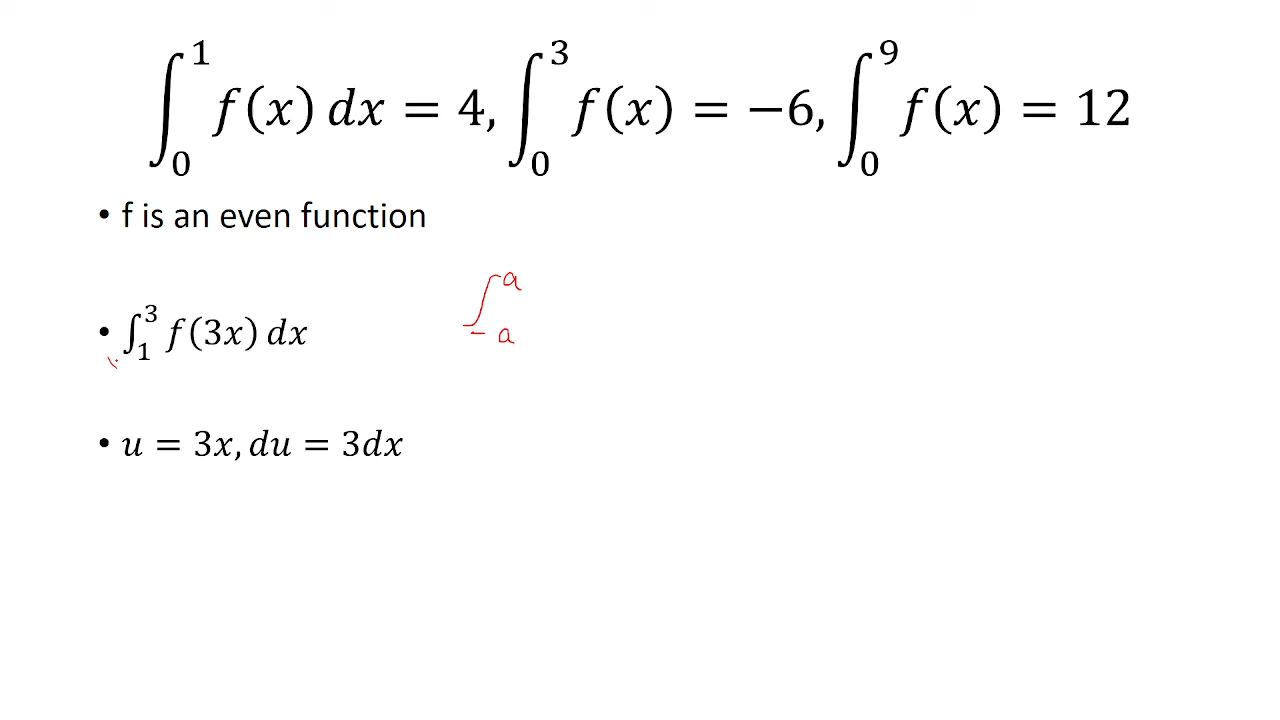 ∫₀¹ f(x) dx = 4, ∫₀³ f(x) = −6, ∫₀⁹ f(x) = 12
• f is an even function
∫₋ₐᵃ
• ∫₁³ f(3x) dx
• u = 3x, du = 3dx